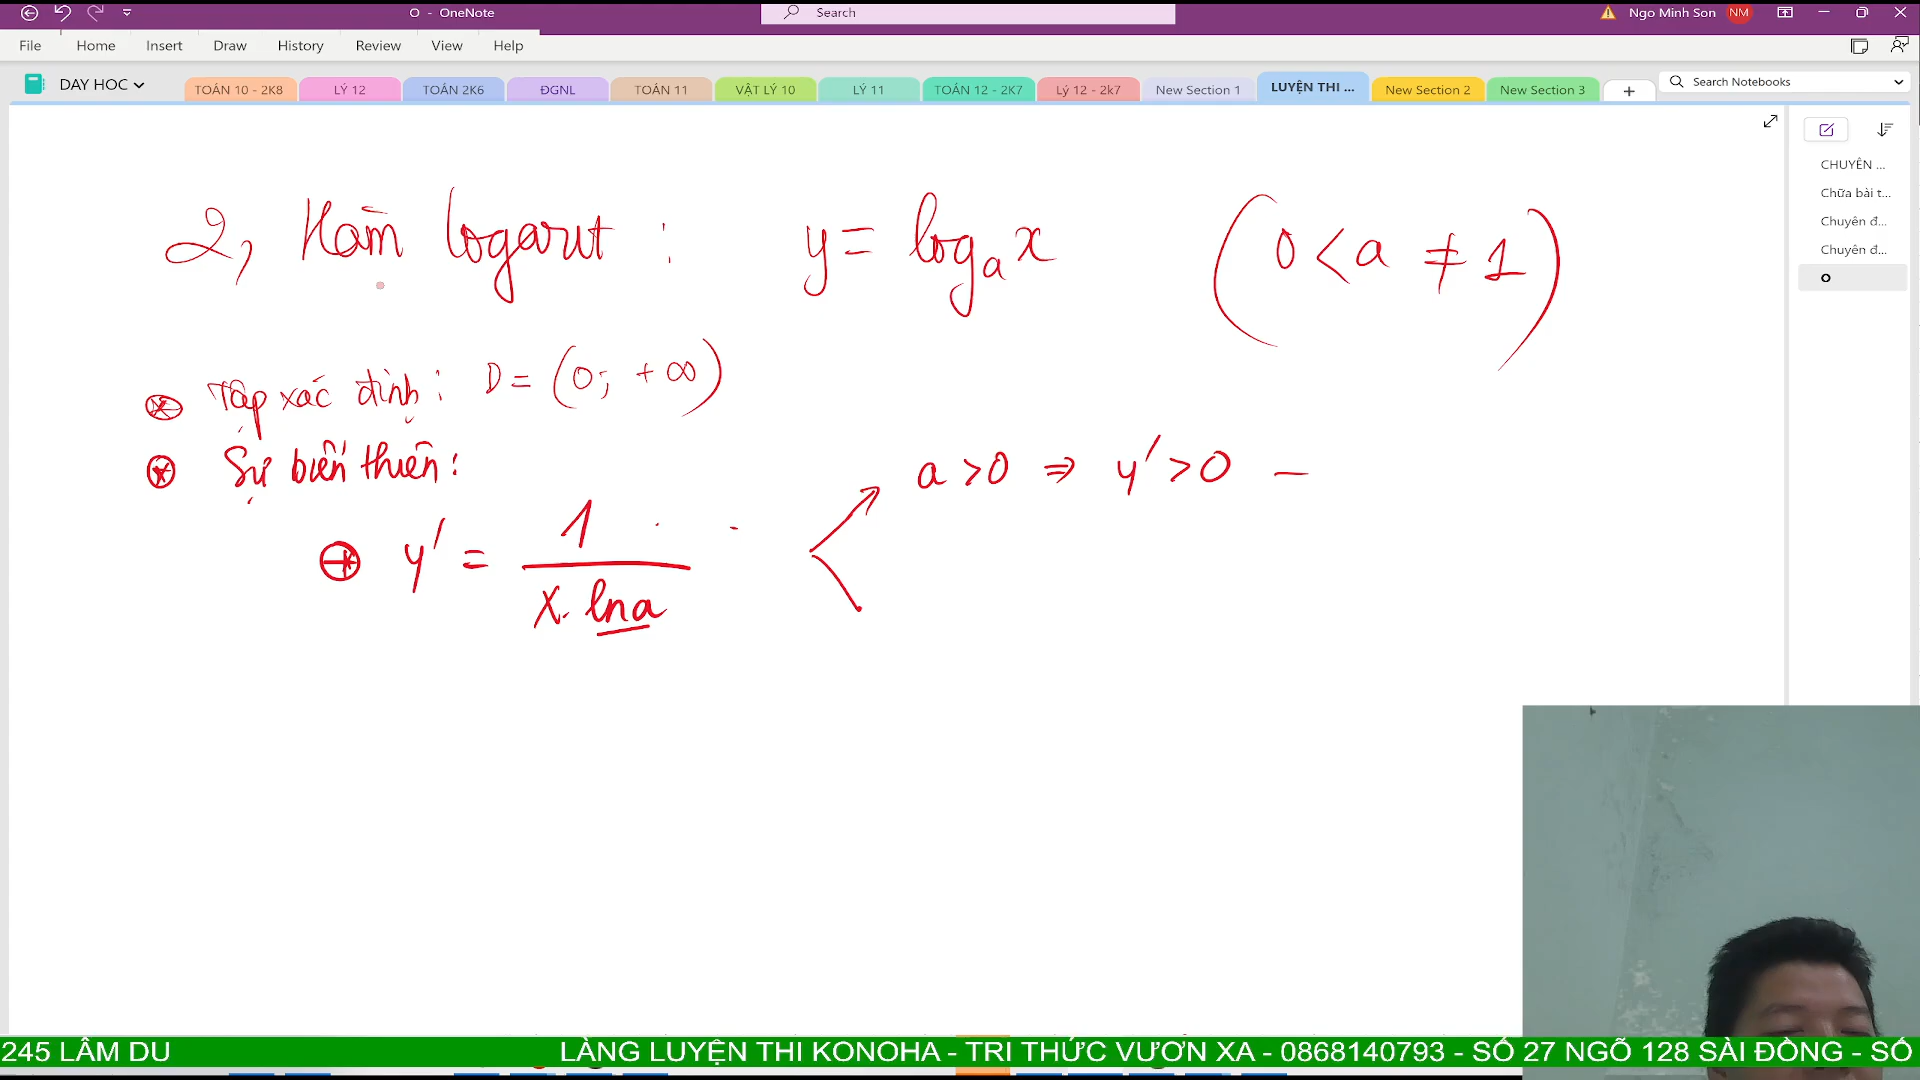 O - OneNote
Search
Ngo Minh Son NM
File Home Insert Draw History Review View Help
DAY HOC
TOÁN 10 - 2K8 LÝ 12 TOÁN 2K6 ĐGNL TOÁN 11 VẬT LÝ 10 LÝ 11 TOÁN 12 - 2K7 Lý 12 - 2k7 New Section 1 LUYỆN THI ... New Section 2 New Section 3 +
Search Notebooks
CHUYÊN ...
Chữa bài t...
Chuyên đ...
Chuyên đ...
O
2, Hàm logarit : y = logₐ x (0 < a ≠ 1)
Tập xác định : D = (0; +∞)
Sự biến thiên :
a > 0 ⇒ y' > 0 –
y' = 1 / (x. lna)
245 LÂM DU LÀNG LUYỆN THI KONOHA - TRI THỨC VƯƠN XA - 0868140793 - SỐ 27 NGÕ 128 SÀI ĐỒNG - SỐ